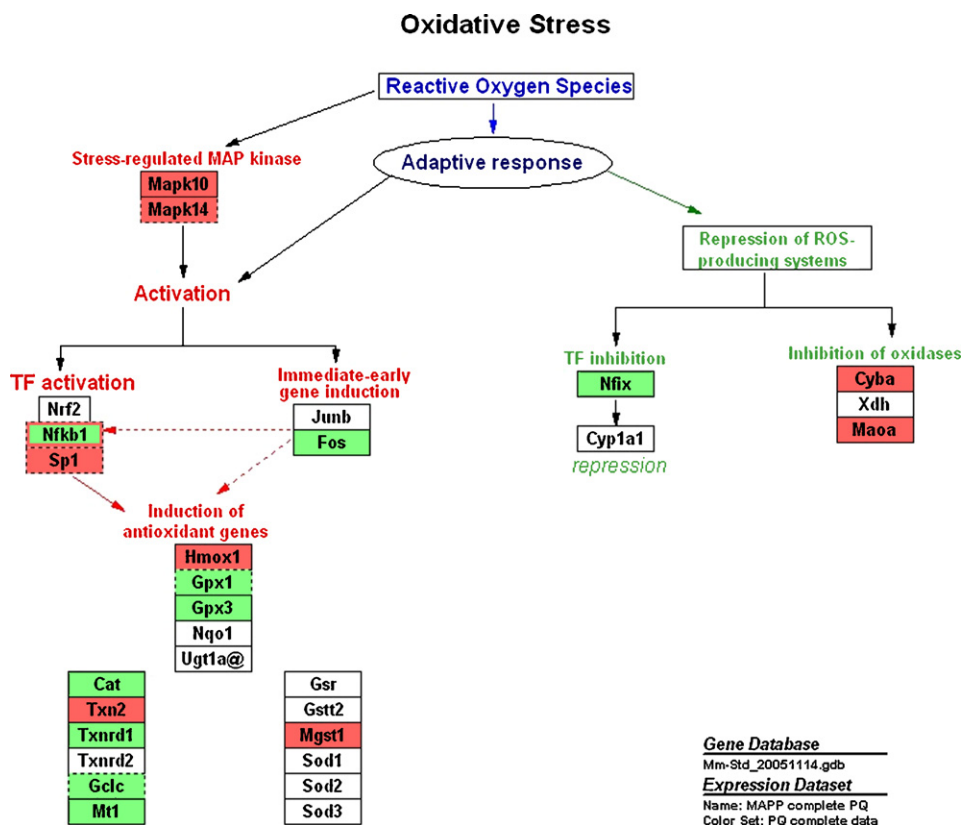 Oxidative Stress
Reactive Oxygen Species
Adaptive response
Stress-regulated MAP kinase
Mapk10
Mapk14
Activation
Repression of ROS-
producing systems
TF activation
Nrf2
Nfkb1
Sp1
Immediate-early
gene induction
Junb
Fos
TF inhibition
Nfix
Cyp1a1
repression
Inhibition of oxidases
Cyba
Xdh
Maoa
Induction of
antioxidant genes
Hmox1
Gpx1
Gpx3
Nqo1
Ugt1a@
Cat
Txn2
Txnrd1
Txnrd2
Gclc
Mt1
Gsr
Gstt2
Mgst1
Sod1
Sod2
Sod3
Gene Database
Mm-Std_20051114.gdb
Expression Dataset
Name: MAPP complete PQ
Color Set: PQ complete data